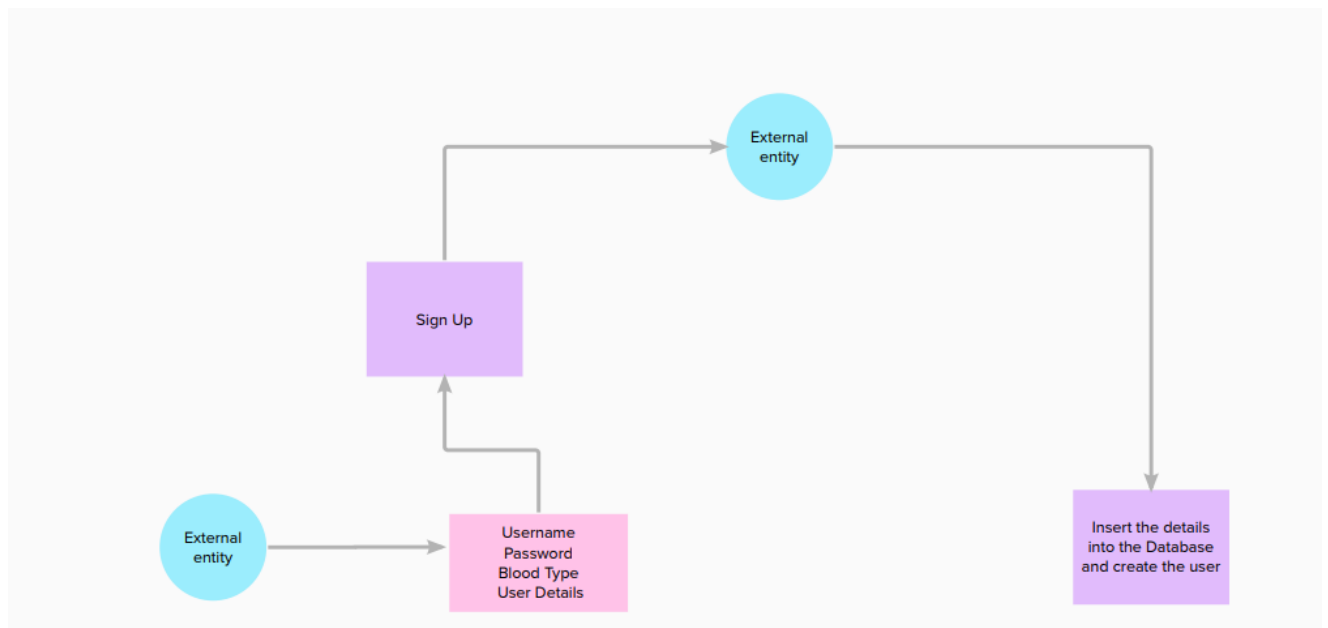 External
entity
Sign Up
External
entity
Username
Password
Blood Type
User Details
Insert the details
into the Database
and create the user